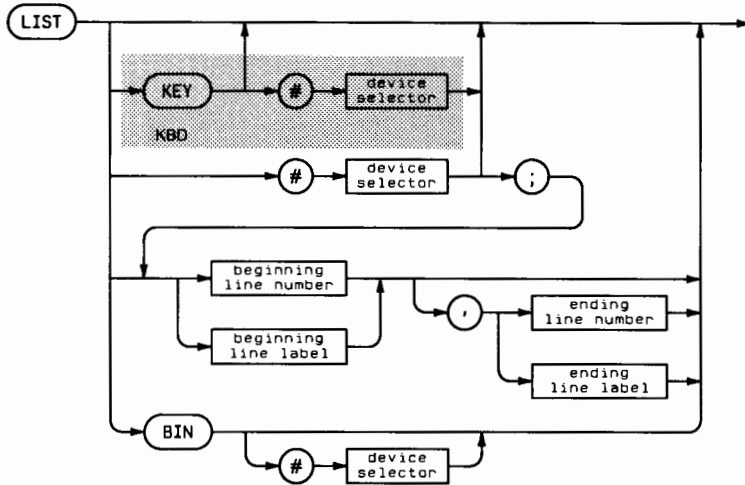 LIST
KEY
#
device
selector
KBD
#
device
selector
;
beginning
line number
,
ending
line number
beginning
line label
ending
line label
BIN
#
device
selector